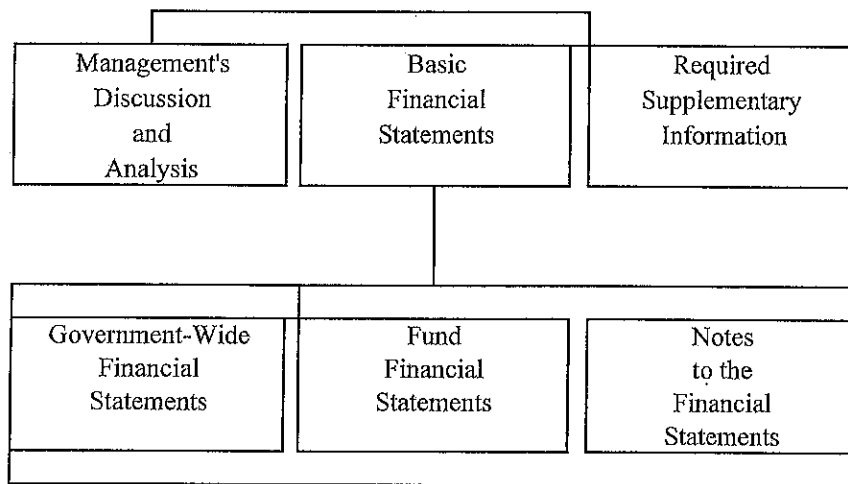 Management's
Discussion
and
Analysis
Basic
Financial
Statements
Required
Supplementary
Information
Government-Wide
Financial
Statements
Fund
Financial
Statements
Notes
to the
Financial
Statements